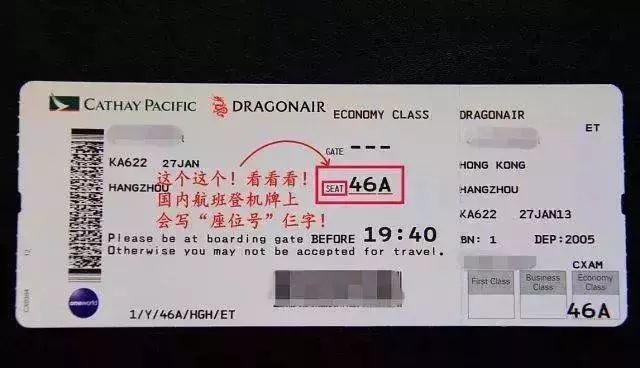 CATHAY PACIFIC DRAGONAIR ECONOMY CLASS
GATE ---
KA622 27JAN
HANGZHOU
SEAT 46A
这个这个！看看看！
国内航班登机牌上
会写“座位号”仨字！
Please be at boarding gate BEFORE 19:40
Otherwise you may not be accepted for travel.
oneworld
1/Y/46A/HGH/ET
DRAGONAIR
ET
HONG KONG
HANGZHOU
KA622 27JAN13
BN: 1 DEP:2005
CXAM
First Class
Business Class
Economy Class
46A